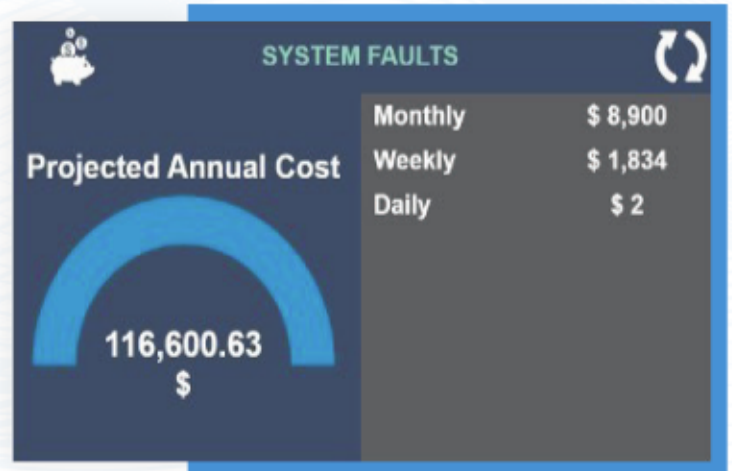 SYSTEM FAULTS
Projected Annual Cost
116,600.63
$
Monthly $ 8,900
Weekly $ 1,834
Daily $ 2